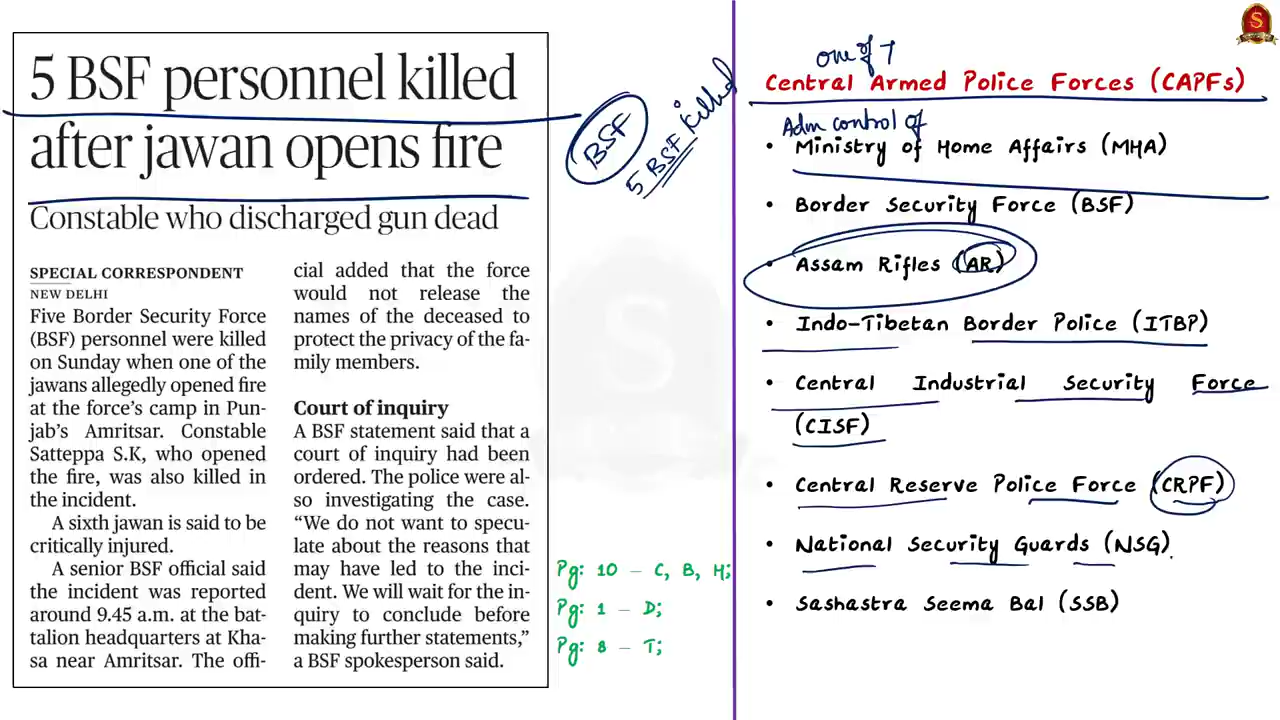 5 BSF personnel killed
after jawan opens fire
Constable who discharged gun dead
SPECIAL CORRESPONDENT
NEW DELHI
Five Border Security Force
(BSF) personnel were killed
on Sunday when one of the
jawans allegedly opened fire
at the force's camp in Pun-
jab's Amritsar. Constable
Satteppa S.K, who opened
the fire, was also killed in
the incident.
A sixth jawan is said to be
critically injured.
A senior BSF official said
the incident was reported
around 9.45 a.m. at the bat-
talion headquarters at Kha-
sa near Amritsar. The offi-
cial added that the force
would not release the
names of the deceased to
protect the privacy of the fa-
mily members.
Court of inquiry
A BSF statement said that a
court of inquiry had been
ordered. The police were al-
so investigating the case.
"We do not want to specu-
late about the reasons that
may have led to the inci-
dent. We will wait for the in-
quiry to conclude before
making further statements,"
a BSF spokesperson said.
BSF
5 BSF killed
Pg: 10 - C, B, H;
Pg: 1 - D;
Pg: 8 - T;
one of 7
Central Armed Police Forces (CAPFs)
Adm control of
• Ministry of Home Affairs (MHA)
• Border Security Force (BSF)
• Assam Rifles (AR)
• Indo-Tibetan Border Police (ITBP)
• Central Industrial Security Force
(CISF)
• Central Reserve Police Force (CRPF)
• National Security Guards (NSG)
• Sashastra Seema Bal (SSB)
S